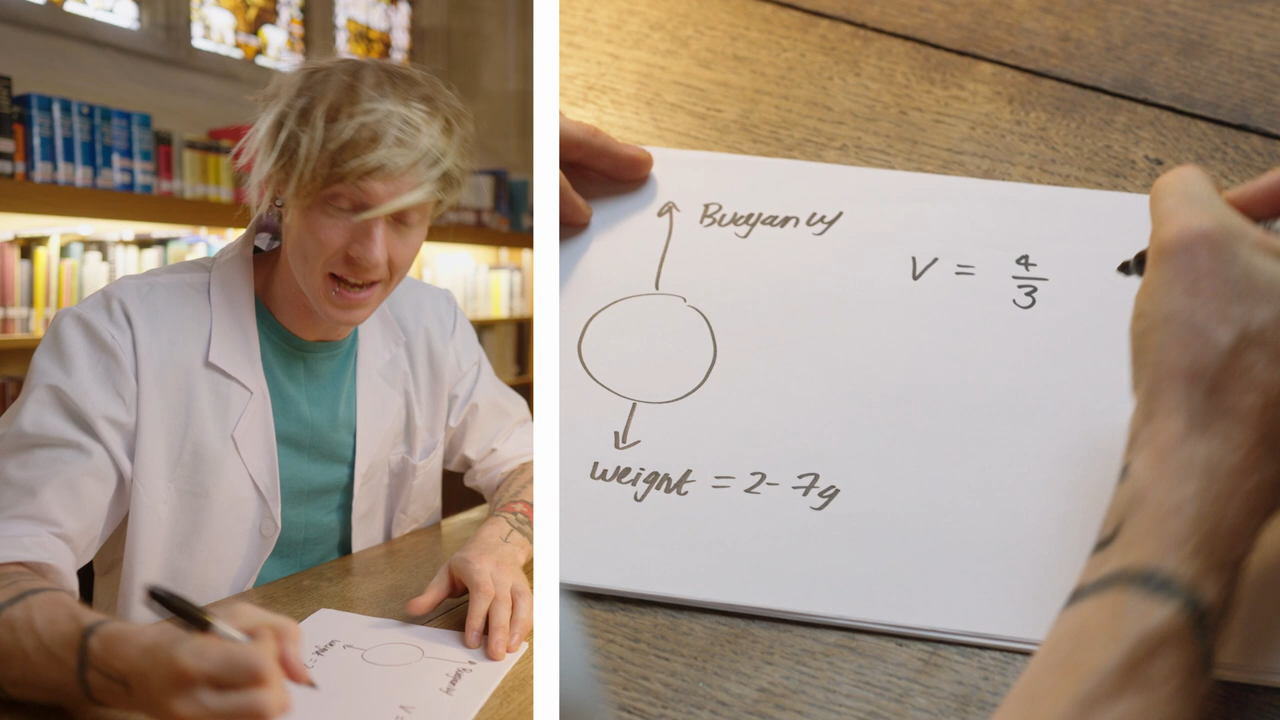 Buoyancy
V = 4/3
weight = 2-7g